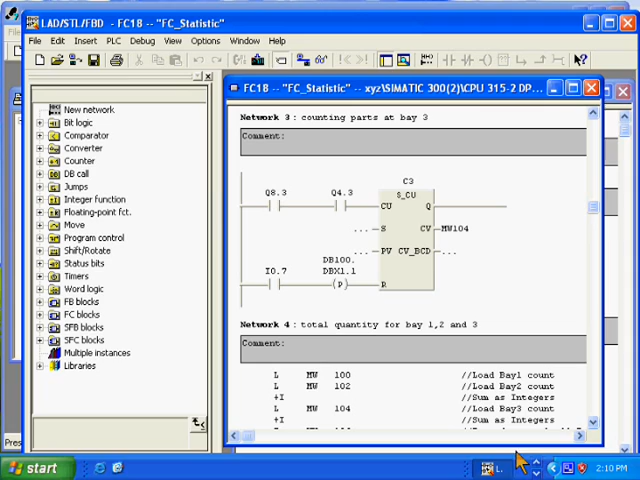 LAD/STL/FBD - FC18 -- "FC_Statistic"
File Edit Insert PLC Debug View Options Window Help
FC18 -- "FC_Statistic" -- xyz\SIMATIC 300(2)\CPU 315-2 DP...
New network
Bit logic
Comparator
Converter
Counter
DB call
Jumps
Integer function
Floating-point fct.
Move
Program control
Shift/Rotate
Status bits
Timers
Word logic
FB blocks
FC blocks
SFB blocks
SFC blocks
Multiple instances
Libraries
Network 3 : counting parts at bay 3
Comment:
C3
Q8.3 Q4.3 S_CU
CU Q
... S CV MW104
... PV CV_BCD ...
DB100.
I0.7 DBX1.1
(P) R
Network 4 : total quantity for bay 1,2 and 3
Comment:
L MW 100 //Load Bay1 count
L MW 102 //Load Bay2 count
+I //Sum as Integers
L MW 104 //Load Bay3 count
+I //Sum as Integers
Pres
start
L.
2:10 PM